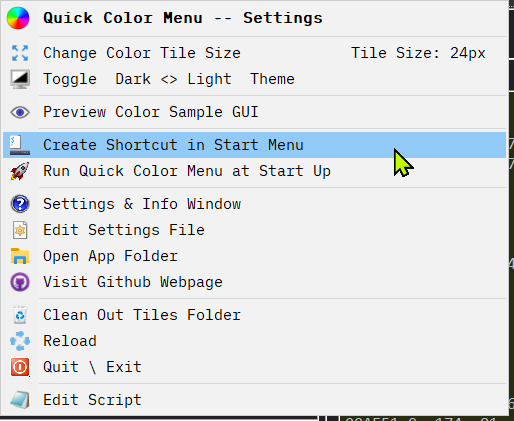 Quick Color Menu -- Settings
Change Color Tile Size Tile Size: 24px
Toggle Dark <> Light Theme
Preview Color Sample GUI
Create Shortcut in Start Menu
Run Quick Color Menu at Start Up
Settings & Info Window
Edit Settings File
Open App Folder
Visit Github Webpage
Clean Out Tiles Folder
Reload
Quit \ Exit
Edit Script